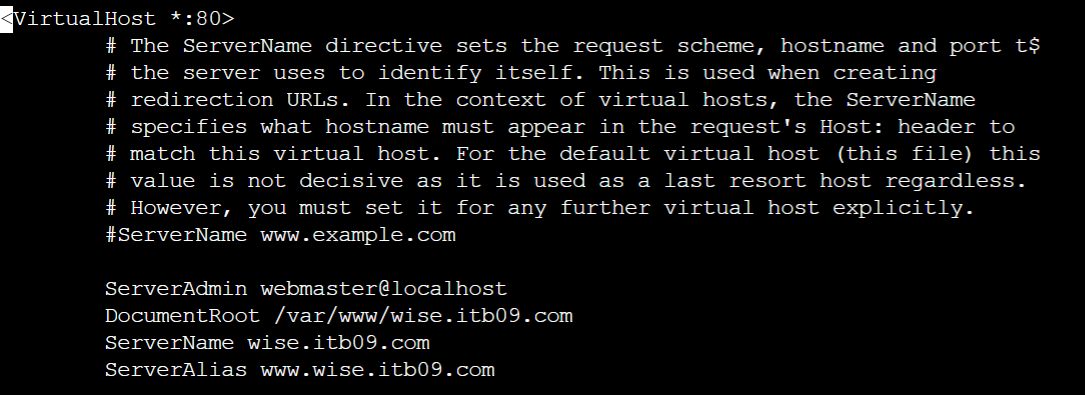 <VirtualHost *:80>
# The ServerName directive sets the request scheme, hostname and port t$
# the server uses to identify itself. This is used when creating
# redirection URLs. In the context of virtual hosts, the ServerName
# specifies what hostname must appear in the request's Host: header to
# match this virtual host. For the default virtual host (this file) this
# value is not decisive as it is used as a last resort host regardless.
# However, you must set it for any further virtual host explicitly.
#ServerName www.example.com
ServerAdmin webmaster@localhost
DocumentRoot /var/www/wise.itb09.com
ServerName wise.itb09.com
ServerAlias www.wise.itb09.com